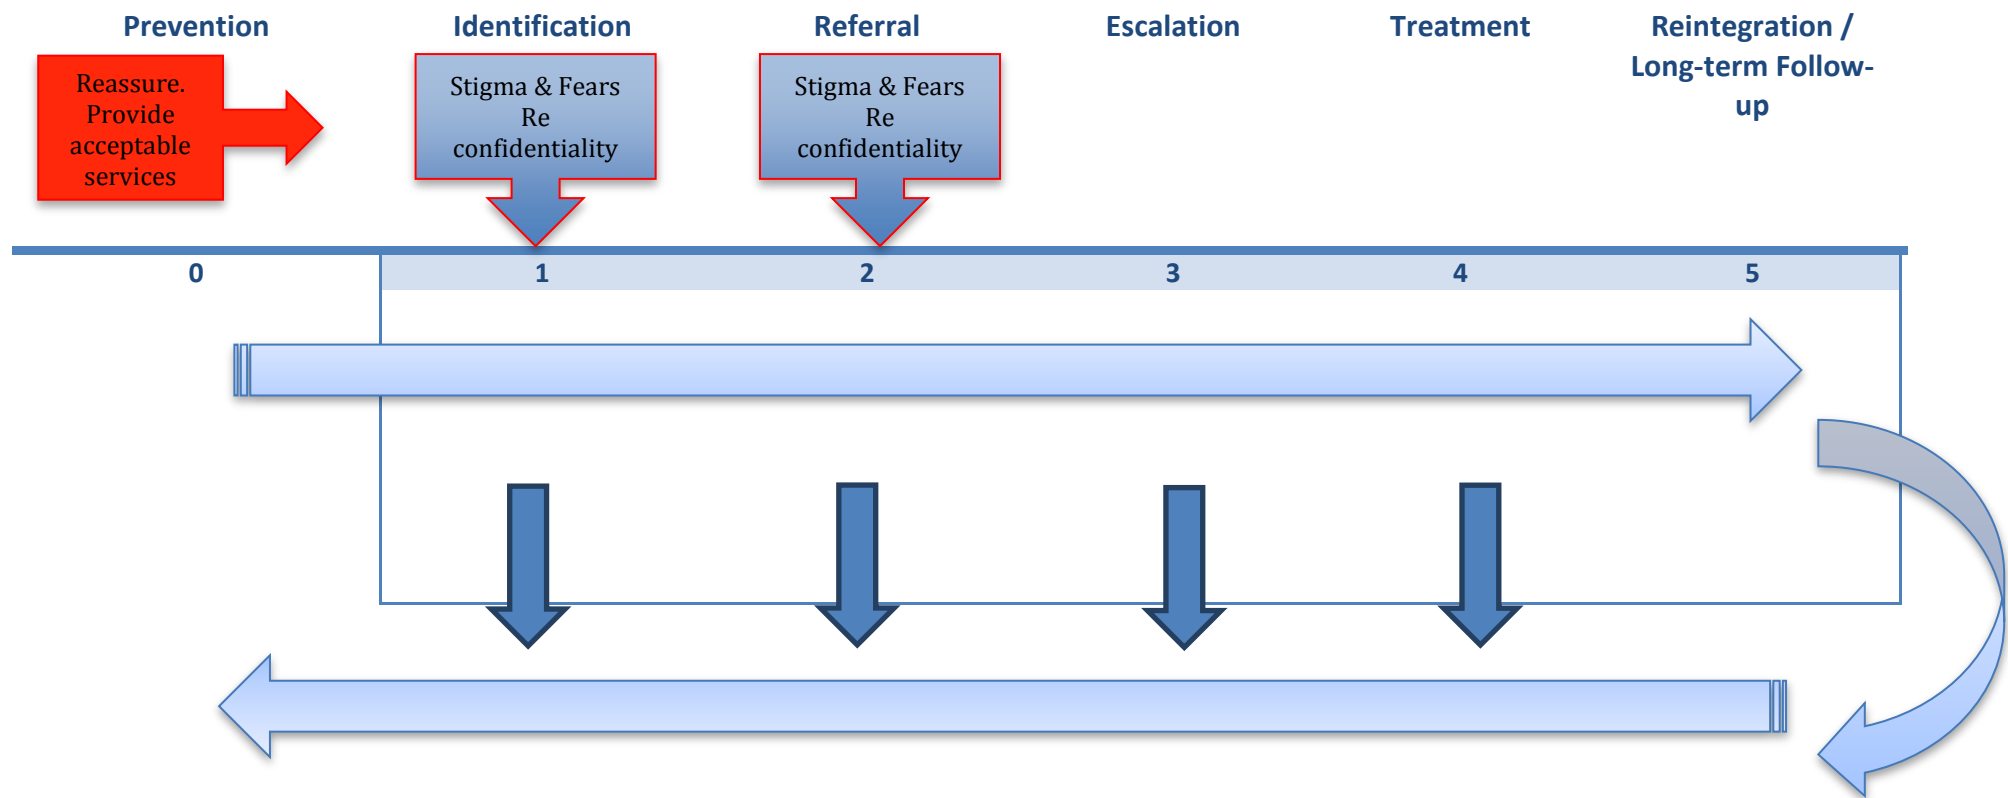 Prevention
Identification
Referral
Escalation
Treatment
Reintegration /
Long-term Follow-
up
Reassure.
Provide
acceptable
services
Stigma & Fears
Re
confidentiality
Stigma & Fears
Re
confidentiality
0
1
2
3
4
5